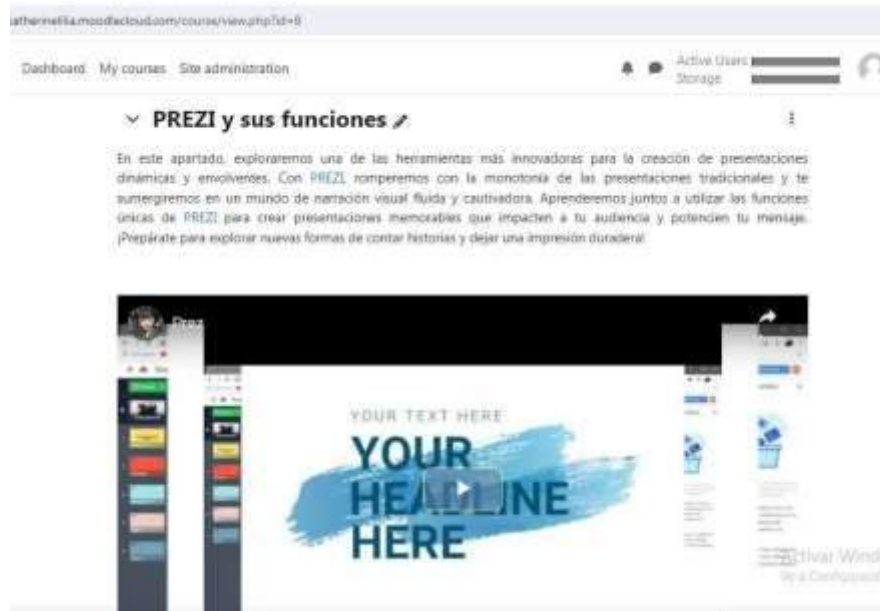 atherinelilia.moodlecloud.com/course/view.php?id=8
Dashboard My courses Site administration
Active Users
Storage
PREZI y sus funciones
En este apartado, exploraremos una de las herramientas más innovadoras para la creación de presentaciones
dinámicas y envolventes. Con PREZI, romperemos con la monotonía de las presentaciones tradicionales y te
sumergiremos en un mundo de narración visual fluida y cautivadora. Aprenderemos juntos a utilizar las funciones
únicas de PREZI para crear presentaciones memorables que impacten a tu audiencia y potencien tu mensaje.
¡Prepárate para explorar nuevas formas de contar historias y dejar una impresión duradera!
Prez
YOUR TEXT HERE
YOUR
HEADLINE
HERE
Activar Wind
Ve a Configuració